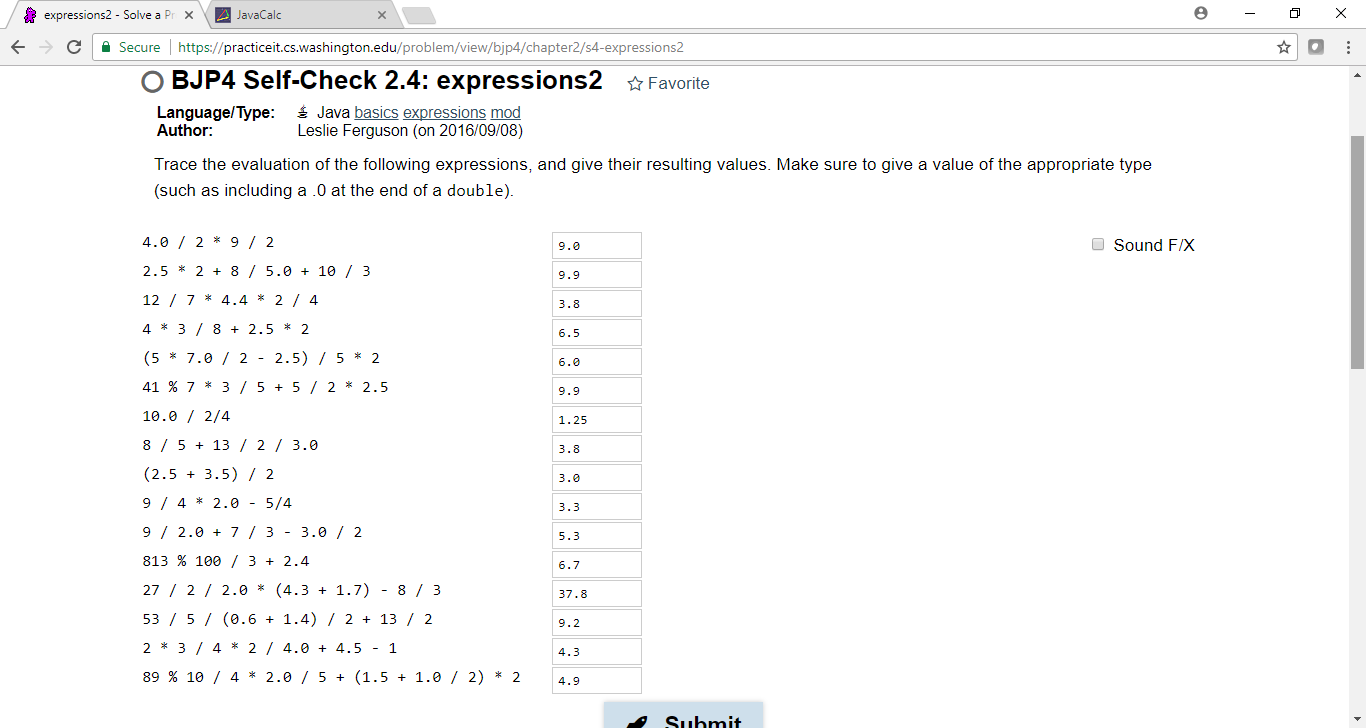 expressions2 - Solve a Pr
JavaCalc
Secure https://practiceit.cs.washington.edu/problem/view/bjp4/chapter2/s4-expressions2
BJP4 Self-Check 2.4: expressions2 Favorite
Language/Type: Java basics expressions mod
Author: Leslie Ferguson (on 2016/09/08)
Trace the evaluation of the following expressions, and give their resulting values. Make sure to give a value of the appropriate type
(such as including a .0 at the end of a double).
4.0 / 2 * 9 / 2 9.0 Sound F/X
2.5 * 2 + 8 / 5.0 + 10 / 3 9.9
12 / 7 * 4.4 * 2 / 4 3.8
4 * 3 / 8 + 2.5 * 2 6.5
(5 * 7.0 / 2 - 2.5) / 5 * 2 6.0
41 % 7 * 3 / 5 + 5 / 2 * 2.5 9.9
10.0 / 2/4 1.25
8 / 5 + 13 / 2 / 3.0 3.8
(2.5 + 3.5) / 2 3.0
9 / 4 * 2.0 - 5/4 3.3
9 / 2.0 + 7 / 3 - 3.0 / 2 5.3
813 % 100 / 3 + 2.4 6.7
27 / 2 / 2.0 * (4.3 + 1.7) - 8 / 3 37.8
53 / 5 / (0.6 + 1.4) / 2 + 13 / 2 9.2
2 * 3 / 4 * 2 / 4.0 + 4.5 - 1 4.3
89 % 10 / 4 * 2.0 / 5 + (1.5 + 1.0 / 2) * 2 4.9
Submit